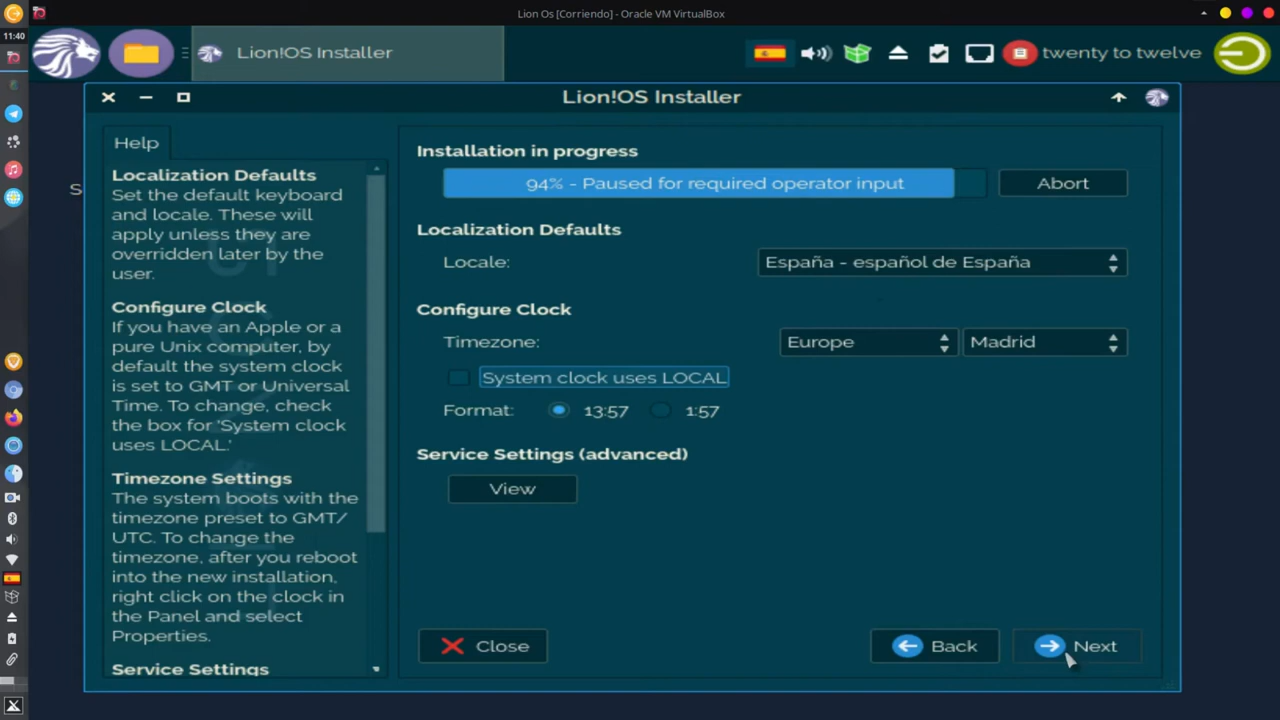 Lion Os [Corriendo] - Oracle VM VirtualBox
11:40
Lion!OS Installer
twenty to twelve
Lion!OS Installer
Help
Localization Defaults
Set the default keyboard
and locale. These will
apply unless they are
overridden later by the
user.
Configure Clock
If you have an Apple or a
pure Unix computer, by
default the system clock
is set to GMT or Universal
Time. To change, check
the box for 'System clock
uses LOCAL.'
Timezone Settings
The system boots with the
timezone preset to GMT/
UTC. To change the
timezone, after you reboot
into the new installation,
right click on the clock in
the Panel and select
Properties.
Service Settings
Installation in progress
94% - Paused for required operator input
Abort
Localization Defaults
Locale:
España - español de España
Configure Clock
Timezone:
Europe
Madrid
System clock uses LOCAL
Format:
13:57
1:57
Service Settings (advanced)
View
Close
Back
Next